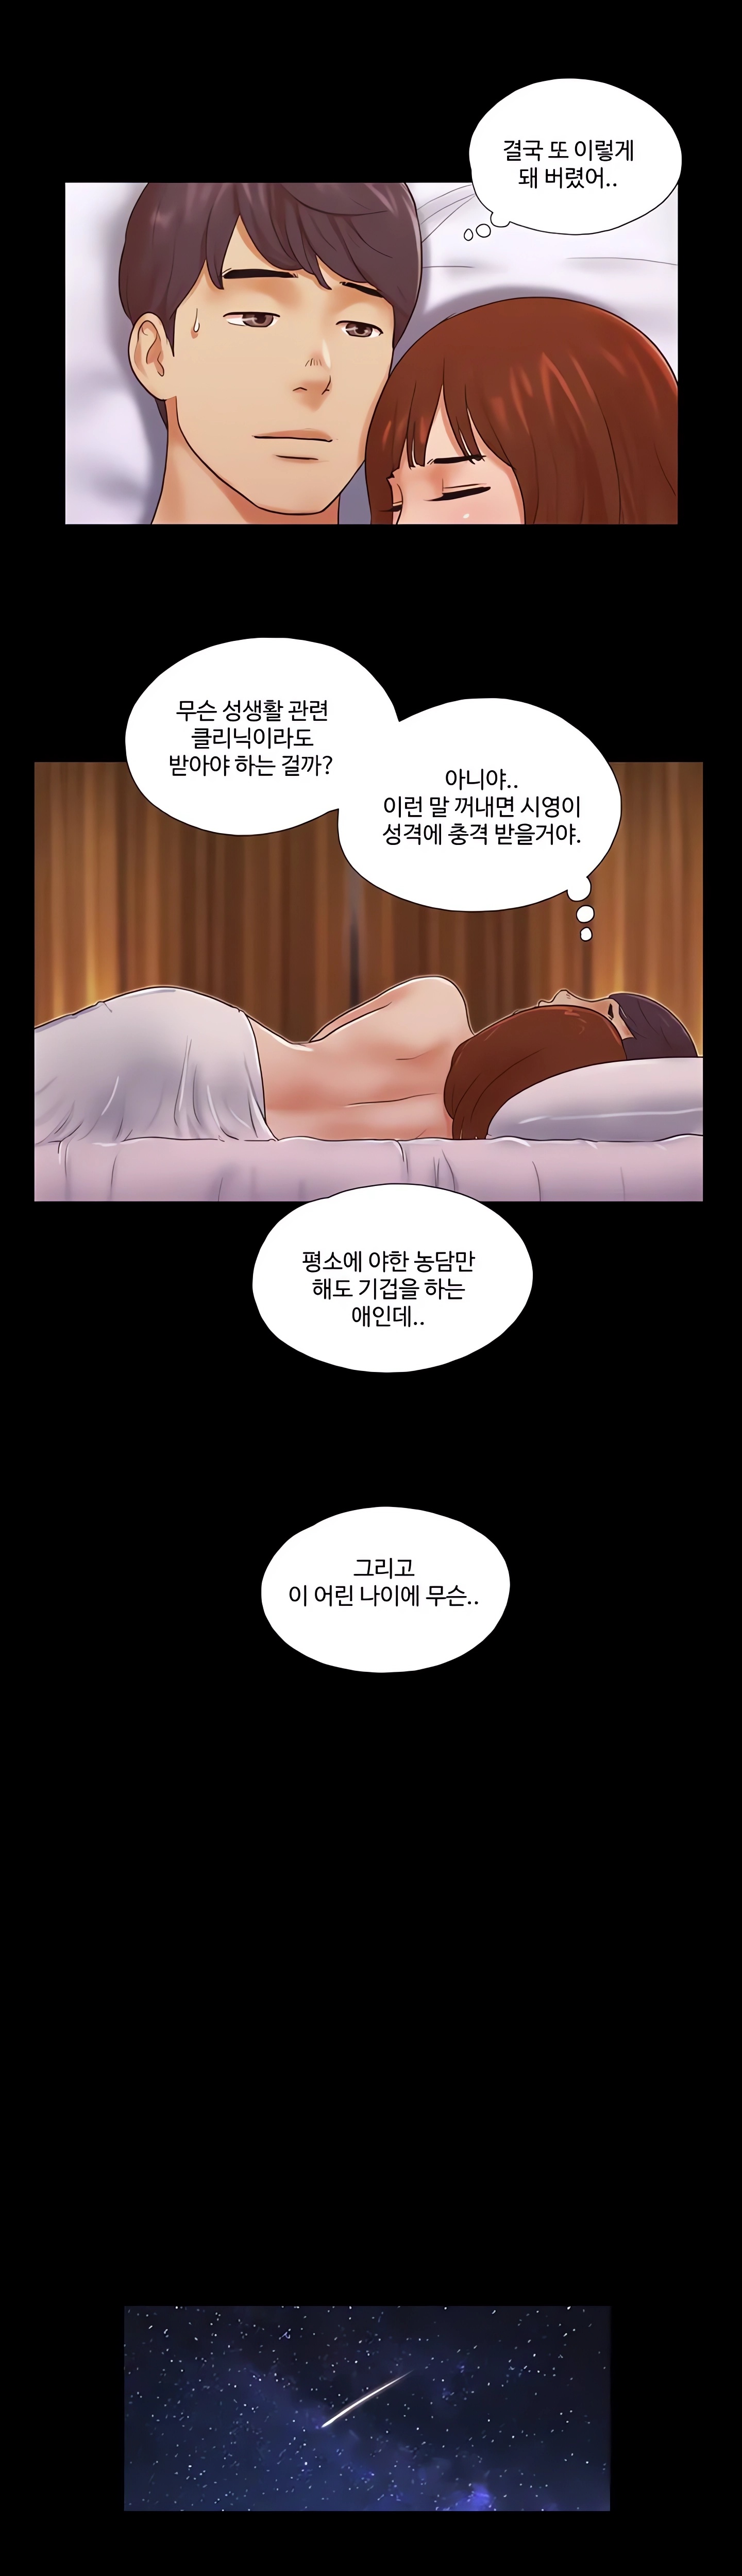 결국 또 이렇게
돼 버렸어..
무슨 성생활 관련
클리닉이라도
받아야 하는 걸까?
아니야..
이런 말 꺼내면 시영이
성격에 충격 받을거야.
평소에 야한 농담만
해도 기겁을 하는
애인데..
그리고
이 어린 나이에 무슨..